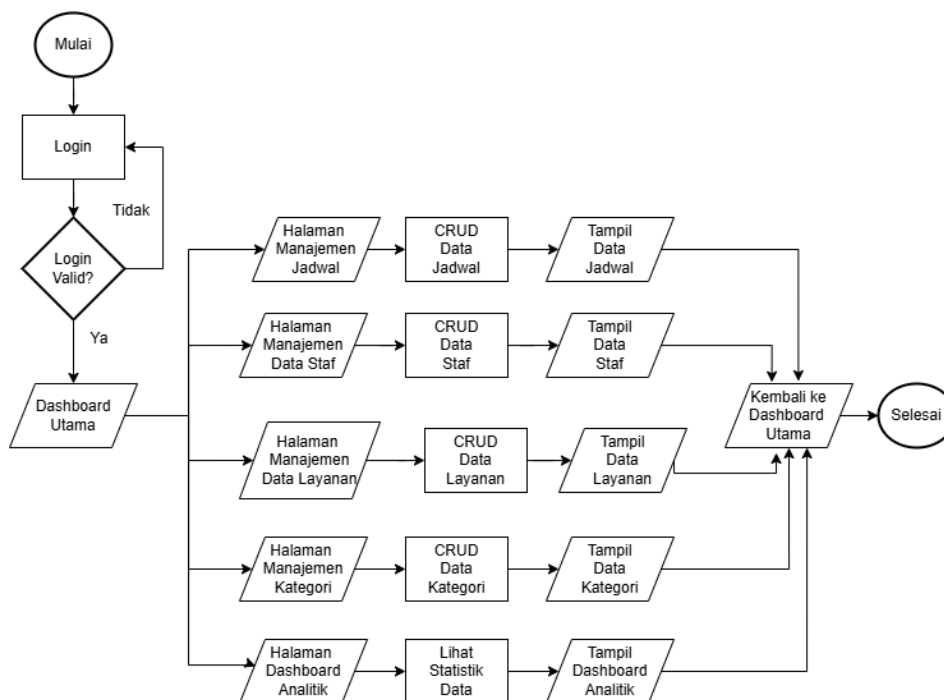 Mulai
Login
Tidak
Login
Valid?
Ya
Dashboard
Utama
Halaman
Manajemen
Jadwal
CRUD
Data
Jadwal
Tampil
Data
Jadwal
Halaman
Manajemen
Data Staf
CRUD
Data
Staf
Tampil
Data
Staf
Halaman
Manajemen
Data Layanan
CRUD
Data
Layanan
Tampil
Data
Layanan
Halaman
Manajemen
Kategori
CRUD
Data
Kategori
Tampil
Data
Kategori
Halaman
Dashboard
Analitik
Lihat
Statistik
Data
Tampil
Dashboard
Analitik
Kembali ke
Dashboard
Utama
Selesai